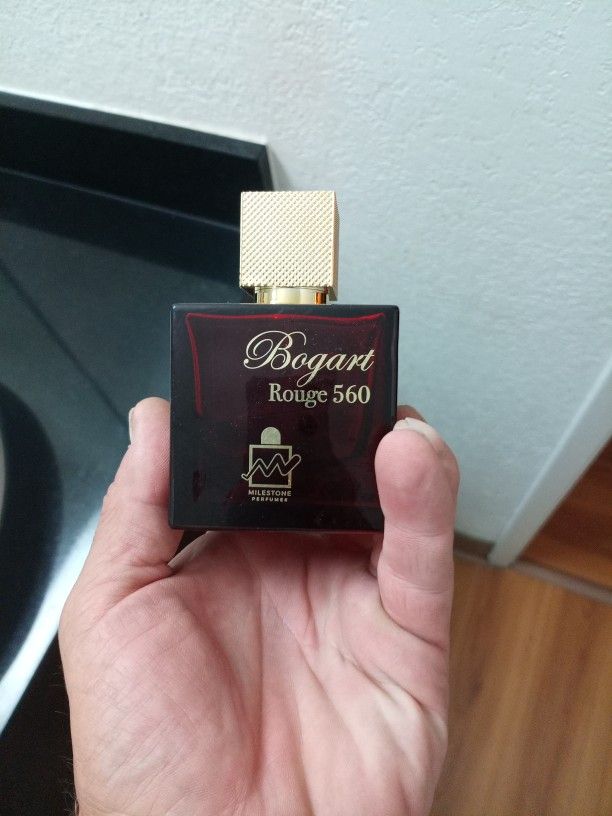 Bogart
Rouge 560
MILESTONE
PERFUMES